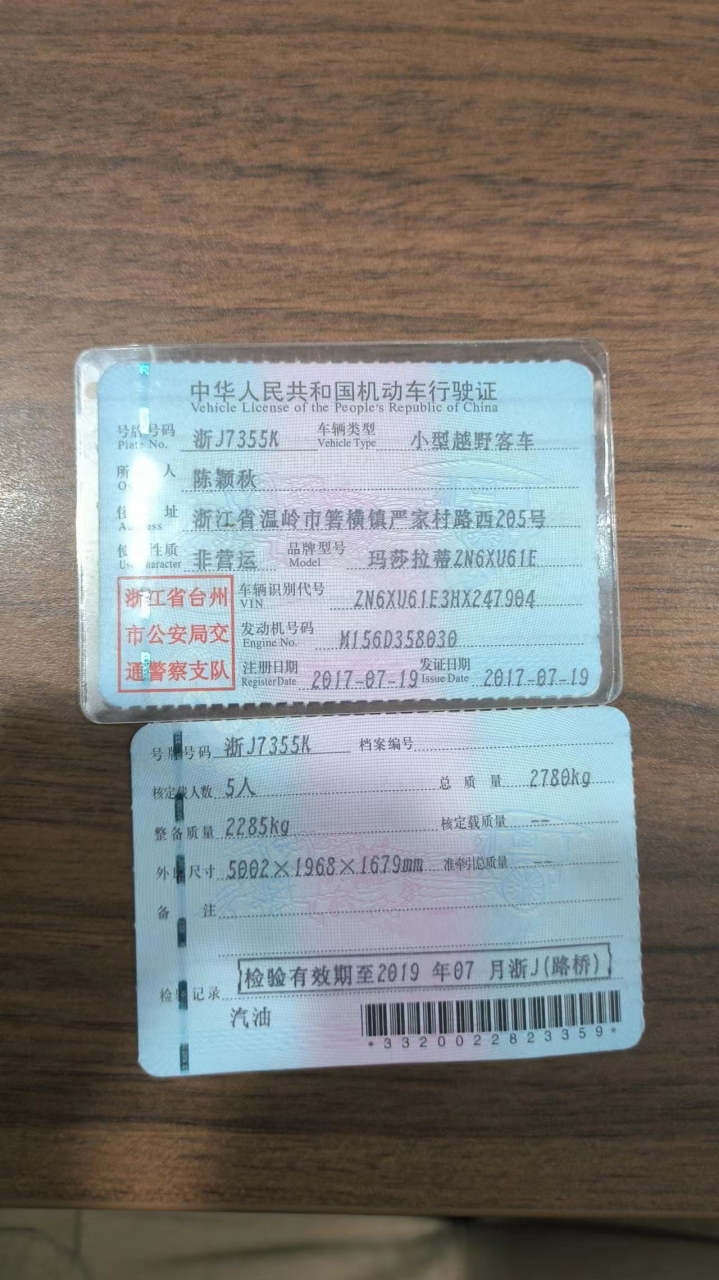 中华人民共和国机动车行驶证
Vehicle License of the People's Republic of China
号牌号码 浙J7355K 车辆类型 小型越野客车
Plate No. Vehicle Type
所 人 陈颖秋
住 址 浙江省温岭市箬横镇严家村路西205号
Address
使 性质 非营运 品牌型号 玛莎拉蒂ZN6XU61E
Use Character Model
浙江省台州 车辆识别代号 ZN6XU61E3HX247904
VIN
市公安局交 发动机号码 M156D358030
Engine No.
通警察支队 注册日期 2017-07-19 发证日期 2017-07-19
Register Date Issue Date
号牌号码 浙J7355K 档案编号
核定载人数 5人 总质量 2780kg
整备质量 2285kg 核定载质量 --
外 尺寸 5002×1968×1679mm 准牵引总质量 --
备 注
检验有效期至2019 年07 月浙J(路桥)
检 记录
汽油
*3320022823359*